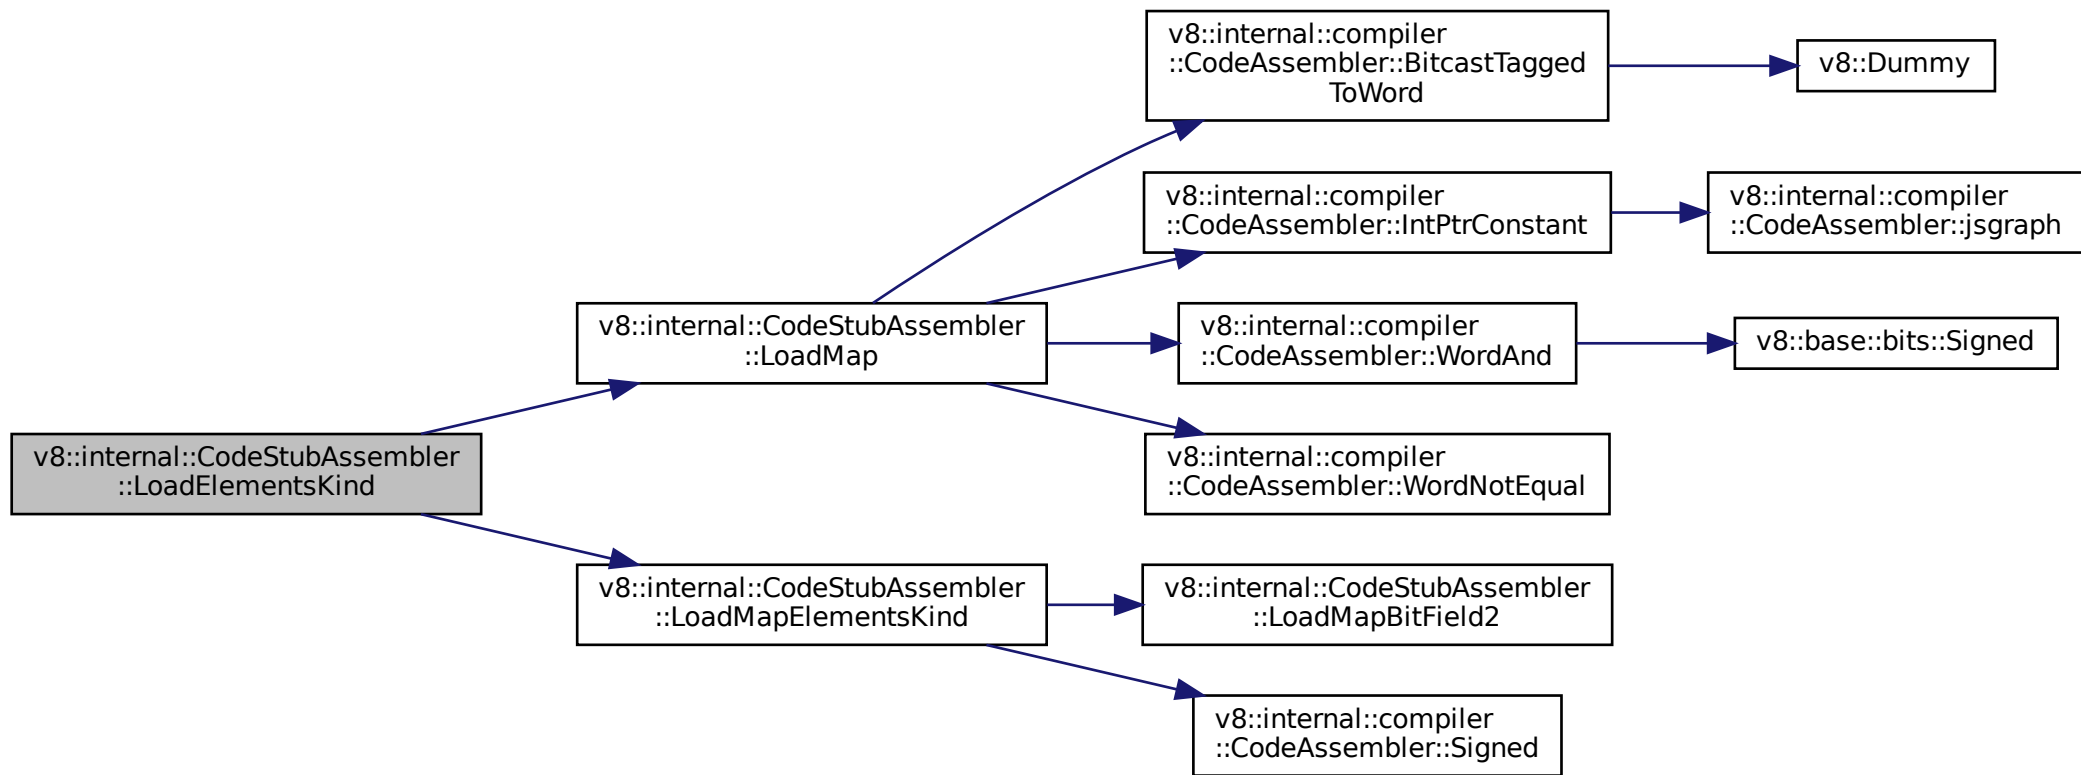 v8::internal::compiler
::CodeAssembler::BitcastTagged
ToWord
v8::Dummy
v8::internal::compiler
::CodeAssembler::IntPtrConstant
v8::internal::compiler
::CodeAssembler::jsgraph
v8::internal::CodeStubAssembler
::LoadMap
v8::internal::compiler
::CodeAssembler::WordAnd
v8::base::bits::Signed
v8::internal::CodeStubAssembler
::LoadElementsKind
v8::internal::compiler
::CodeAssembler::WordNotEqual
v8::internal::CodeStubAssembler
::LoadMapElementsKind
v8::internal::CodeStubAssembler
::LoadMapBitField2
v8::internal::compiler
::CodeAssembler::Signed